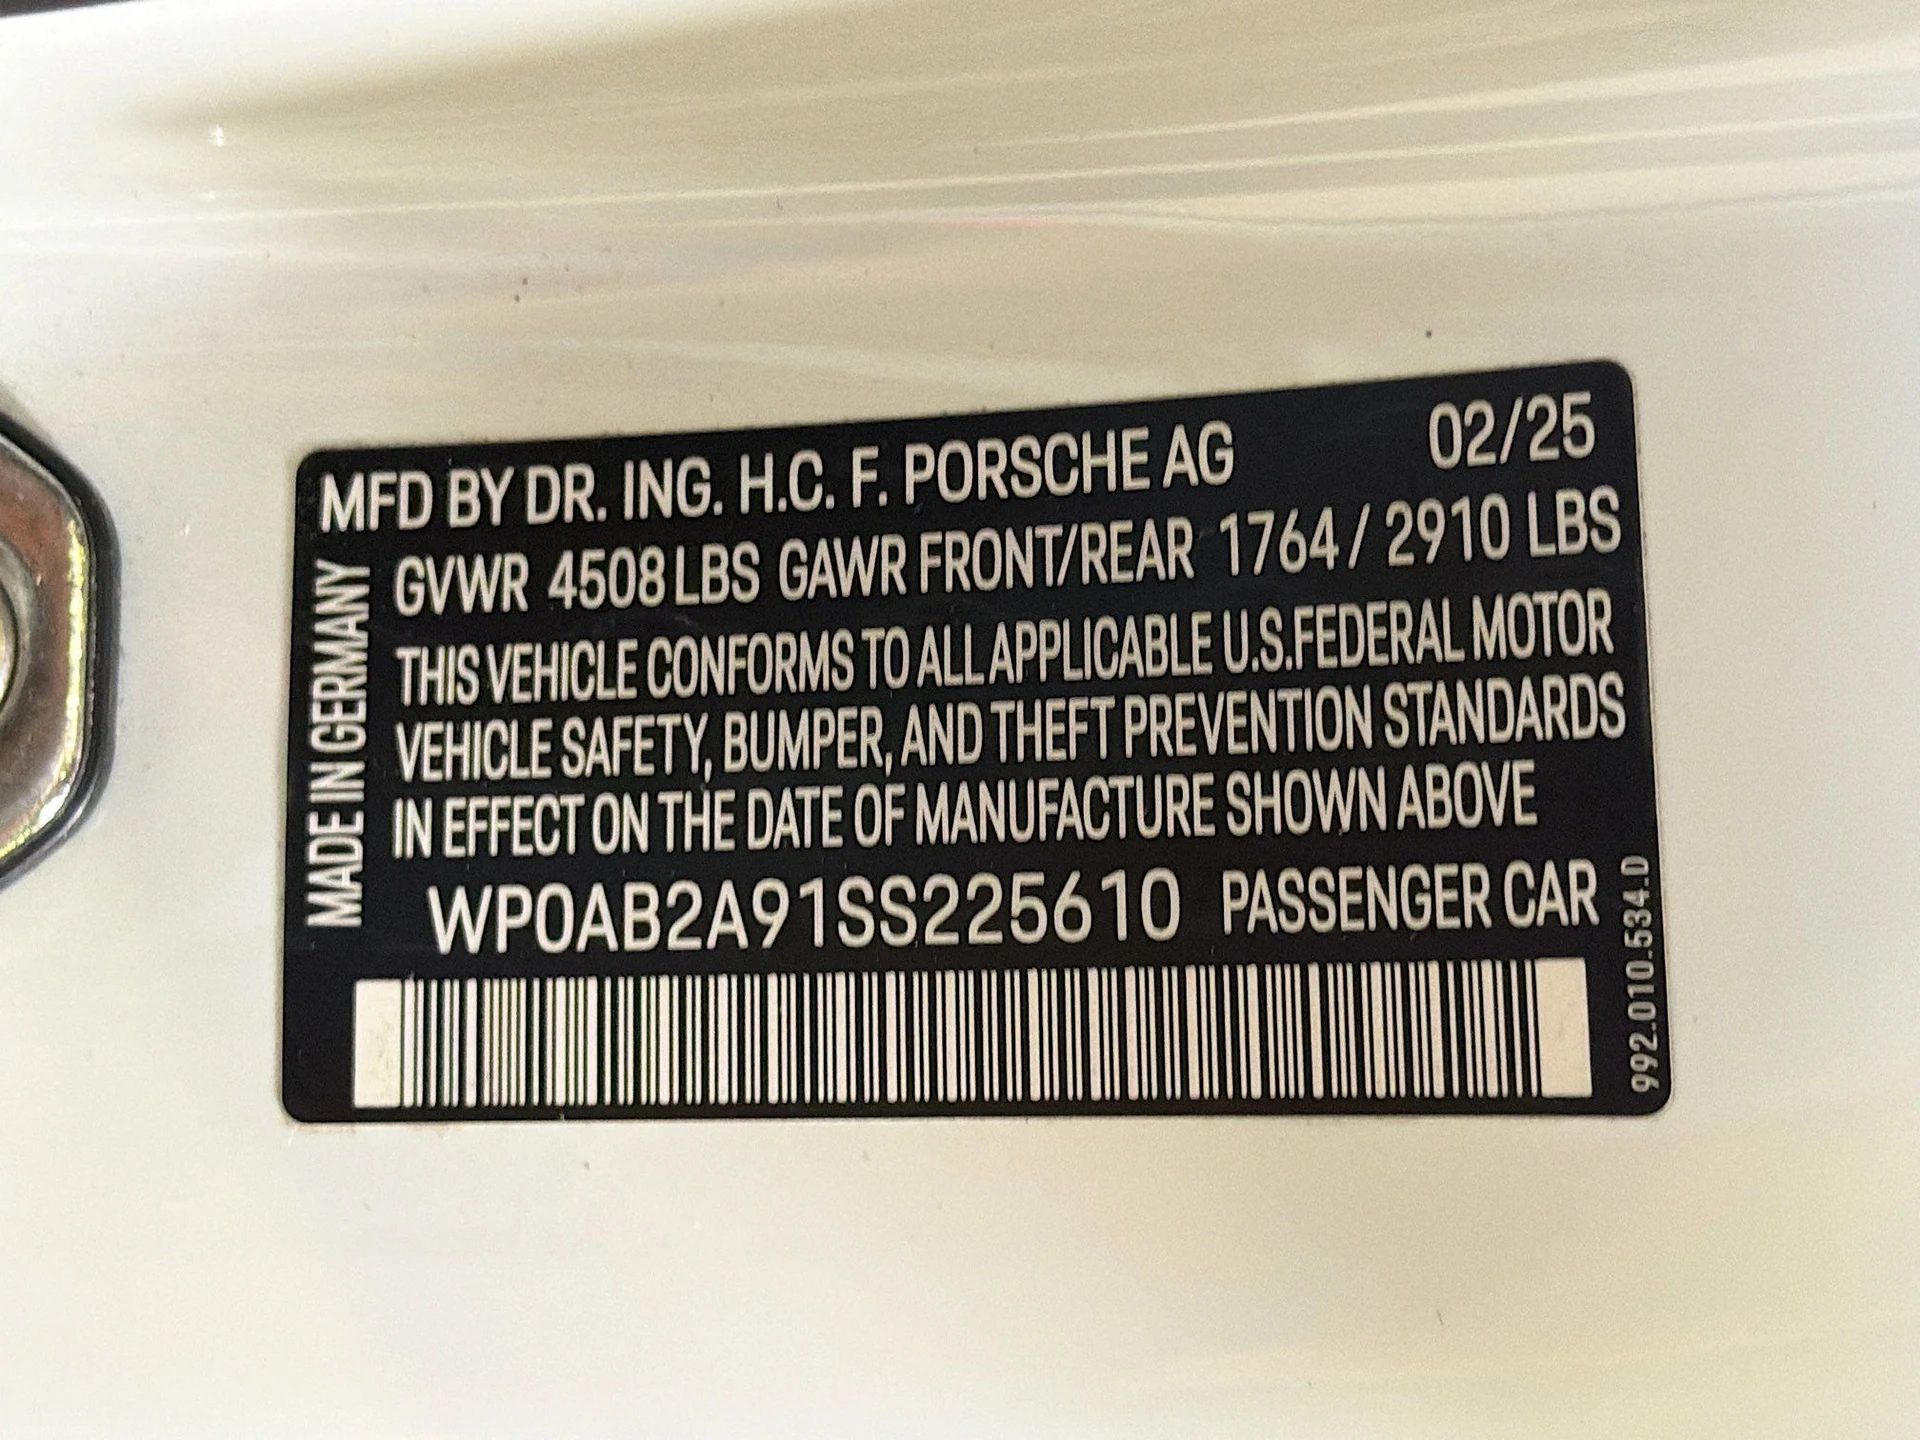 MFD BY DR. ING. H.C. F. PORSCHE AG 02/25
GVWR 4508 LBS GAWR FRONT/REAR 1764 / 2910 LBS
THIS VEHICLE CONFORMS TO ALL APPLICABLE U.S.FEDERAL MOTOR
VEHICLE SAFETY, BUMPER, AND THEFT PREVENTION STANDARDS
IN EFFECT ON THE DATE OF MANUFACTURE SHOWN ABOVE
WP0AB2A91SS225610 PASSENGER CAR
MADE IN GERMANY
992.010.534.D